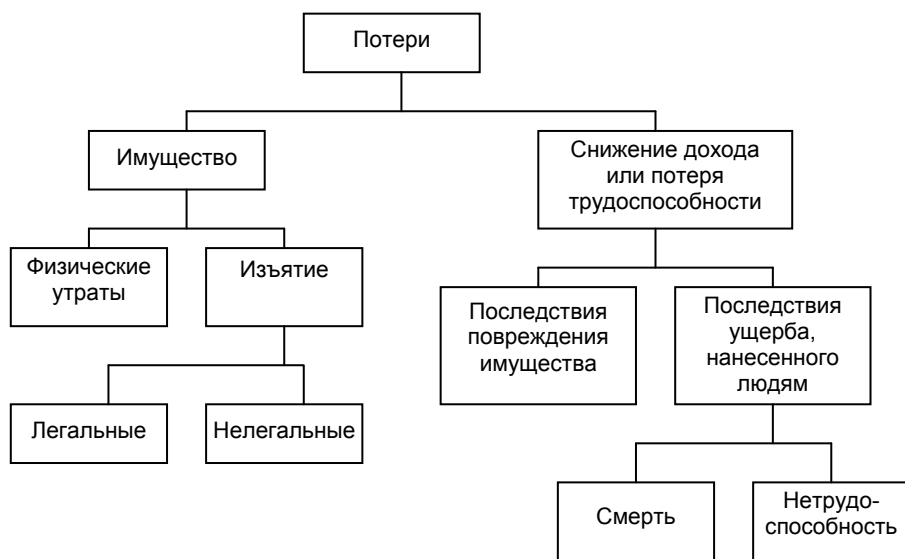 Потери
Имущество
Снижение дохода
или потеря
трудоспособности
Физические
утраты
Изъятие
Последствия
повреждения
имущества
Последствия
ущерба,
нанесенного
людям
Легальные
Нелегальные
Смерть
Нетрудо-
способность